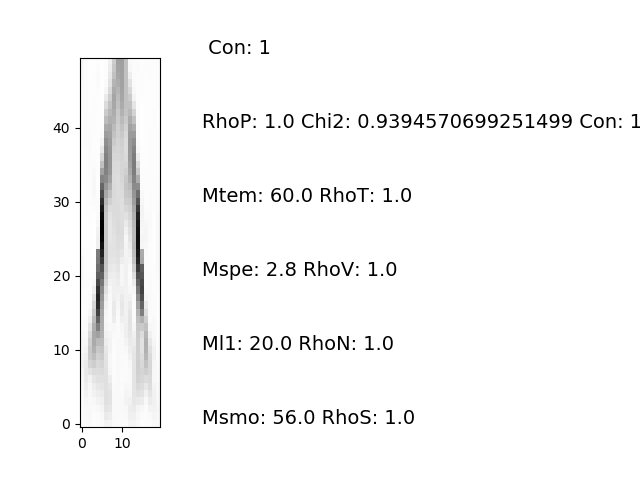 Con: 1
RhoP: 1.0 Chi2: 0.9394570699251499 Con: 1
Mtem: 60.0 RhoT: 1.0
Mspe: 2.8 RhoV: 1.0
Ml1: 20.0 RhoN: 1.0
Msmo: 56.0 RhoS: 1.0
40
30
20
10
0
0 10